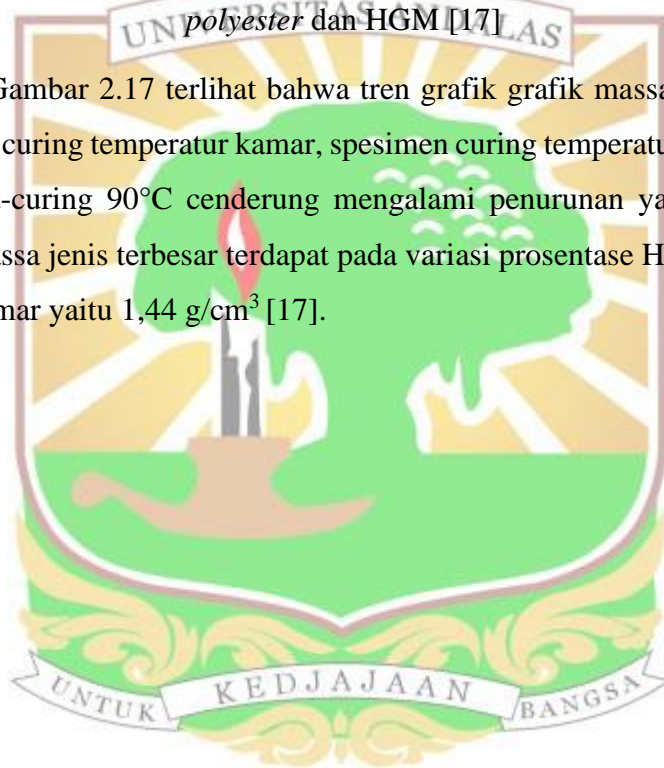 UNIVERSITAS ANDALAS
polyester dan HGM [17]
Gambar 2.17 terlihat bahwa tren grafik grafik massa
curing temperatur kamar, spesimen curing temperatu
-curing 90°C cenderung mengalami penurunan ya
ssa jenis terbesar terdapat pada variasi prosentase H
mar yaitu 1,44 g/cm³ [17].
UNTUK KEDJAJAAN BANGSA